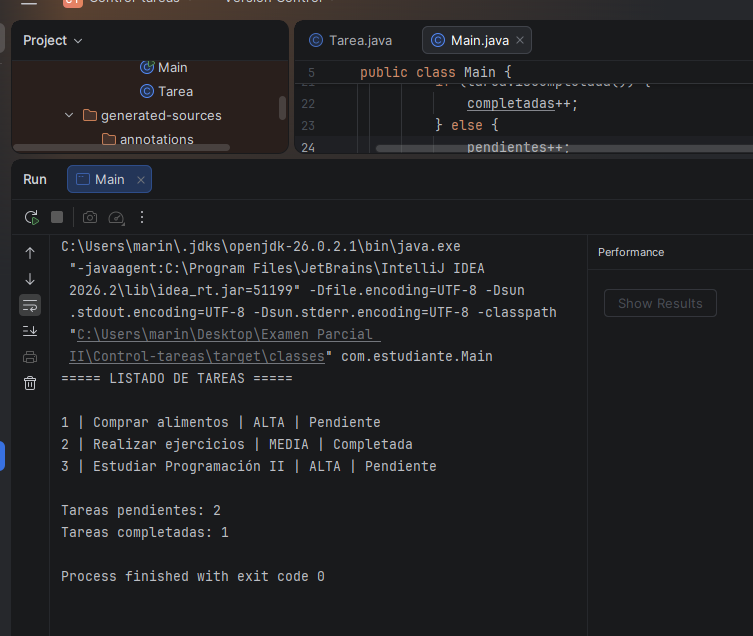 Project
Main
Tarea
generated-sources
annotations
Tarea.java
Main.java
5 public class Main {
22 completadas++;
23 } else {
24 pendientes++;
Run
Main
C:\Users\marin\.jdks\openjdk-26.0.2.1\bin\java.exe
"-javaagent:C:\Program Files\JetBrains\IntelliJ IDEA
2026.2\lib\idea_rt.jar=51199" -Dfile.encoding=UTF-8 -Dsun
.stdout.encoding=UTF-8 -Dsun.stderr.encoding=UTF-8 -classpath
"C:\Users\marin\Desktop\Examen Parcial
II\Control-tareas\target\classes" com.estudiante.Main
===== LISTADO DE TAREAS =====
1 | Comprar alimentos | ALTA | Pendiente
2 | Realizar ejercicios | MEDIA | Completada
3 | Estudiar Programación II | ALTA | Pendiente
Tareas pendientes: 2
Tareas completadas: 1
Process finished with exit code 0
Performance
Show Results